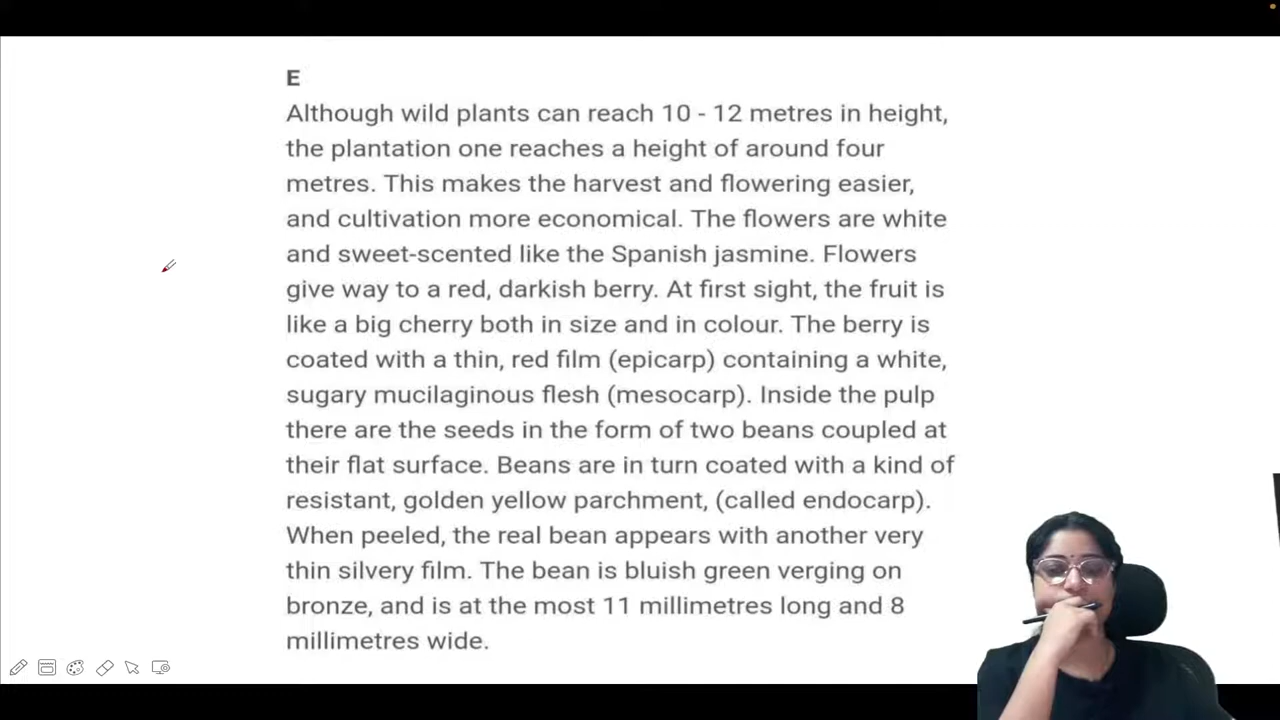 E
Although wild plants can reach 10 - 12 metres in height,
the plantation one reaches a height of around four
metres. This makes the harvest and flowering easier,
and cultivation more economical. The flowers are white
and sweet-scented like the Spanish jasmine. Flowers
give way to a red, darkish berry. At first sight, the fruit is
like a big cherry both in size and in colour. The berry is
coated with a thin, red film (epicarp) containing a white,
sugary mucilaginous flesh (mesocarp). Inside the pulp
there are the seeds in the form of two beans coupled at
their flat surface. Beans are in turn coated with a kind of
resistant, golden yellow parchment, (called endocarp).
When peeled, the real bean appears with another very
thin silvery film. The bean is bluish green verging on
bronze, and is at the most 11 millimetres long and 8
millimetres wide.